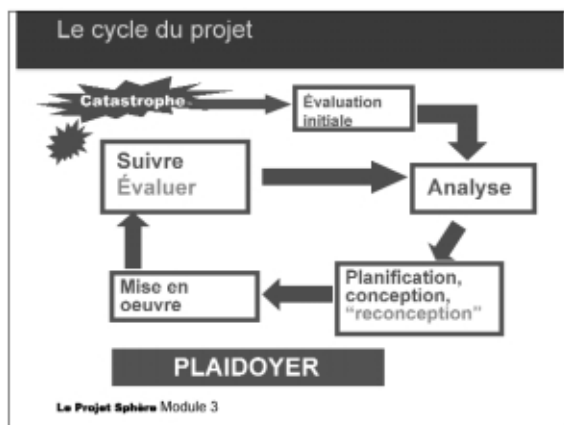 Le cycle du projet
Catastrophe
Évaluation
initiale
Suivre
Évaluer
Analyse
Mise en
oeuvre
Planification,
conception,
“reconception”
PLAIDOYER
Le Projet Sphère Module 3